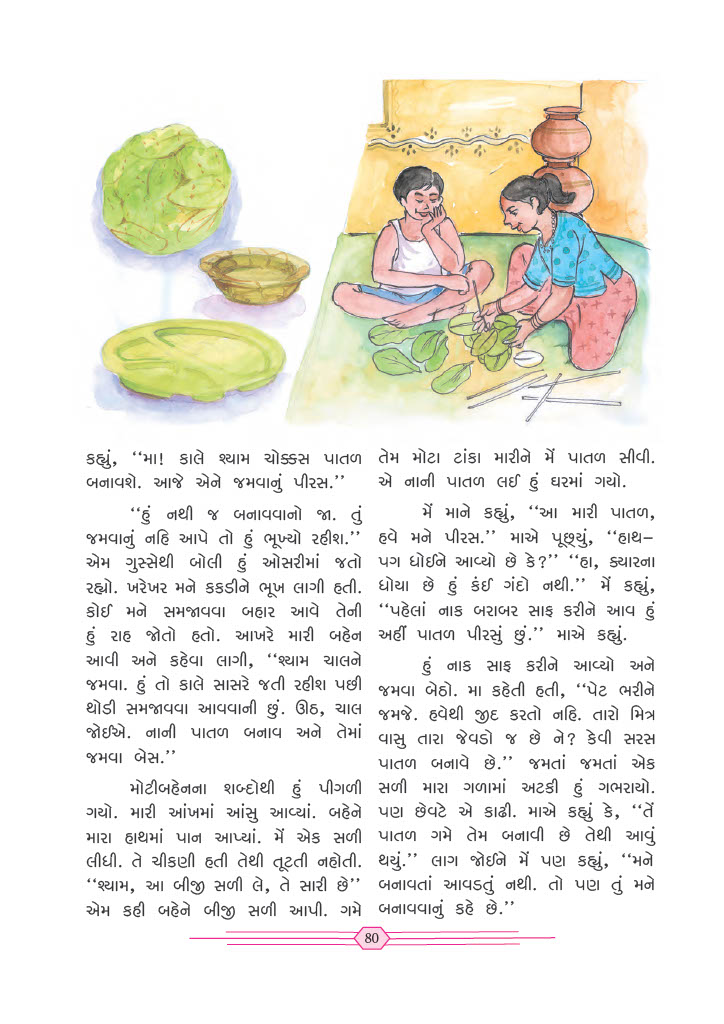 કહ્યું, ‘‘મા! કાલે શ્યામ ચોક્કસ પાતળ
બનાવશે. આજે એને જમવાનું પીરસ.’’
‘‘હું નથી જ બનાવવાનો જા. તું
જમવાનું નહિ આપે તો હું ભૂખ્યો રહીશ.’’
એમ ગુસ્સેથી બોલી હું ઓસરીમાં જતો
રહ્યો. ખરેખર મને કકડીને ભૂખ લાગી હતી.
કોઈ મને સમજાવવા બહાર આવે તેની
હું રાહ જોતો હતો. આખરે મારી બહેન
આવી અને કહેવા લાગી, ‘‘શ્યામ ચાલને
જમવા. હું તો કાલે સાસરે જતી રહીશ પછી
થોડી સમજાવવા આવવાની છું. ઊઠ, ચાલ
જોઈએ. નાની પાતળ બનાવ અને તેમાં
જમવા બેસ.’’
મોટીબહેનના શબ્દોથી હું પીગળી
ગયો. મારી આંખમાં આંસુ આવ્યાં. બહેને
મારા હાથમાં પાન આપ્યાં. મેં એક સળી
લીધી. તે ચીકણી હતી તેથી તૂટતી નહોતી.
‘‘શ્યામ, આ બીજી સળી લે, તે સારી છે’’
એમ કહી બહેને બીજી સળી આપી. ગમે
તેમ મોટા ટાંકા મારીને મેં પાતળ સીવી.
એ નાની પાતળ લઈ હું ઘરમાં ગયો.
મેં માને કહ્યું, ‘‘આ મારી પાતળ,
હવે મને પીરસ.’’ માએ પૂછ્યું, ‘‘હાથ–
પગ ધોઈને આવ્યો છે કે?’’ ‘‘હા, ક્યારના
ધોયા છે હું કંઈ ગંદો નથી.’’ મેં કહ્યું,
‘‘પહેલાં નાક બરાબર સાફ કરીને આવ હું
અહીં પાતળ પીરસું છું.’’ માએ કહ્યું.
હું નાક સાફ કરીને આવ્યો અને
જમવા બેઠો. મા કહેતી હતી, ‘‘પેટ ભરીને
જમજે. હવેથી જીદ કરતો નહિ. તારો મિત્ર
વાસુ તારા જેવડો જ છે ને? કેવી સરસ
પાતળ બનાવે છે.’’ જમતાં જમતાં એક
સળી મારા ગળામાં અટકી હું ગભરાયો.
પણ છેવટે એ કાઢી. માએ કહ્યું કે, ‘‘તેં
પાતળ ગમે તેમ બનાવી છે તેથી આવું
થયું.’’ લાગ જોઈને મેં પણ કહ્યું, ‘‘મને
બનાવતાં આવડતું નથી. તો પણ તું મને
બનાવવાનું કહે છે.’’
80